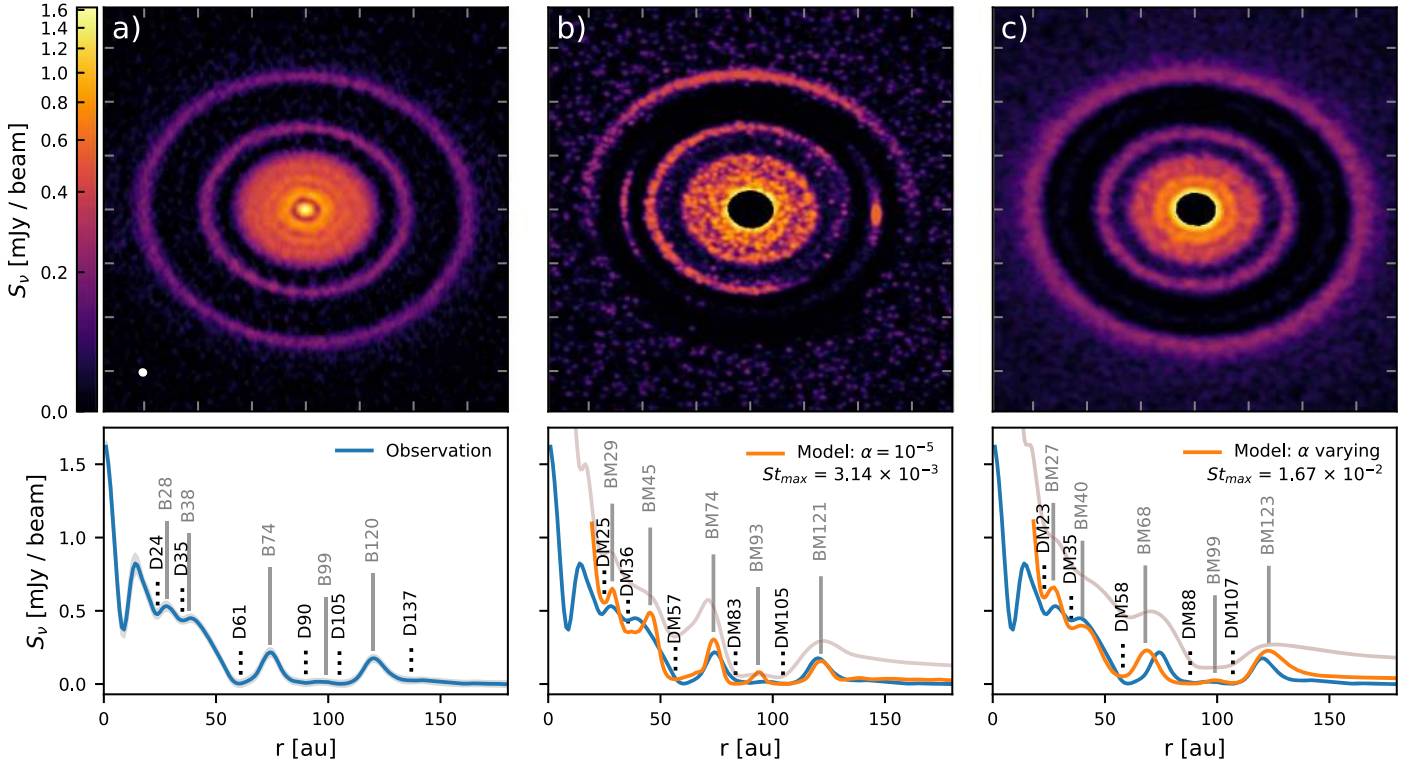 a)
b)
c)
1.6
1.4
1.2
1.0
0.8
0.6
0.4
0.2
0.0
S_ν [mJy / beam]
Observation
B28
B38
B74
B99
B120
D24
D35
D61
D90
D105
D137
1.5
1.0
0.5
0.0
S_ν [mJy / beam]
0
50
100
150
r [au]
Model: α = 10⁻⁵
St_max = 3.14 × 10⁻³
BM29
BM45
BM74
BM93
BM121
DM25
DM36
DM57
DM83
DM105
0
50
100
150
r [au]
Model: α varying
St_max = 1.67 × 10⁻²
BM27
BM40
BM68
BM99
BM123
DM23
DM35
DM58
DM88
DM107
0
50
100
150
r [au]